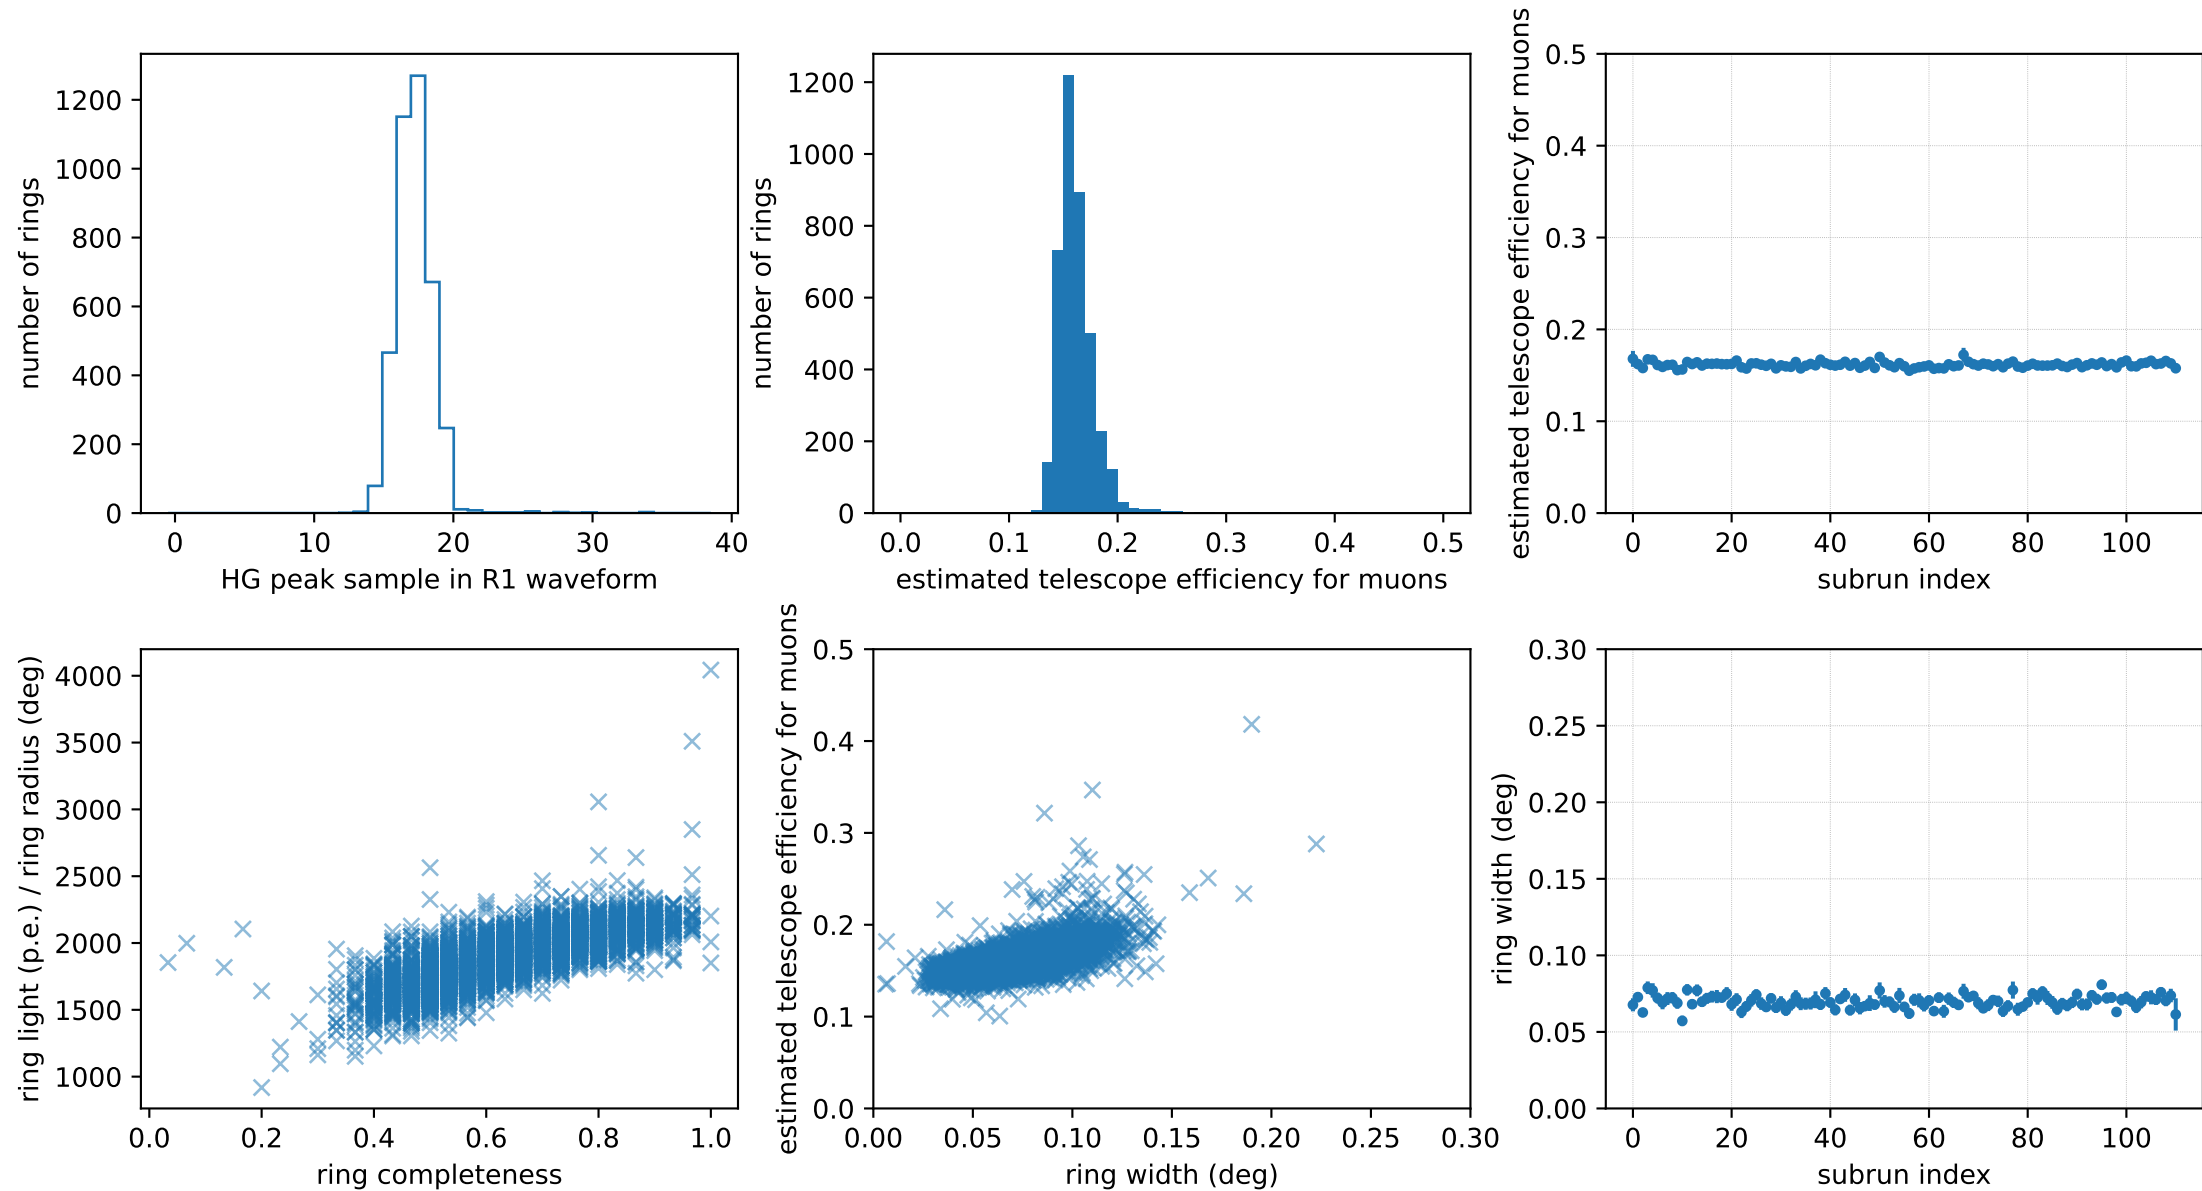 number of rings
1200
1000
800
600
400
200
0
0 10 20 30 40
HG peak sample in R1 waveform
number of rings
1200
1000
800
600
400
200
0
0.0 0.1 0.2 0.3 0.4 0.5
estimated telescope efficiency for muons
estimated telescope efficiency for muons
0.5
0.4
0.3
0.2
0.1
0.0
0 20 40 60 80 100
subrun index
ring light (p.e.) / ring radius (deg)
4000
3500
3000
2500
2000
1500
1000
0.0 0.2 0.4 0.6 0.8 1.0
ring completeness
estimated telescope efficiency for muons
0.5
0.4
0.3
0.2
0.1
0.0
0.00 0.05 0.10 0.15 0.20 0.25 0.30
ring width (deg)
ring width (deg)
0.30
0.25
0.20
0.15
0.10
0.05
0.00
0 20 40 60 80 100
subrun index